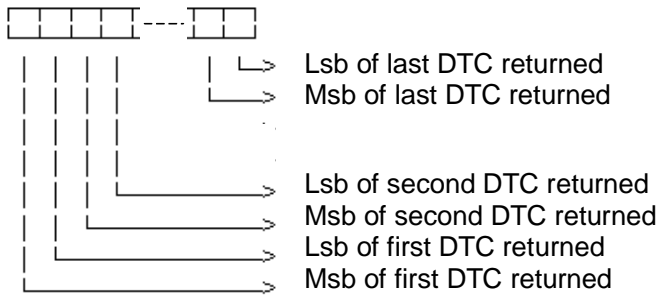 Lsb of last DTC returned
Msb of last DTC returned
Lsb of second DTC returned
Msb of second DTC returned
Lsb of first DTC returned
Msb of first DTC returned